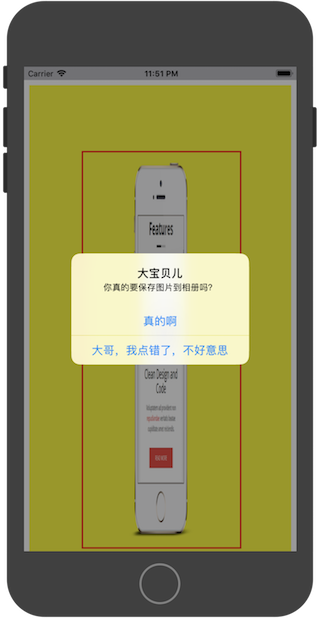 Carrier
11:51 PM
Features
大宝贝儿
你真的要保存图片到相册吗?
真的啊
大哥，我点错了，不好意思
Clean Design and
Code